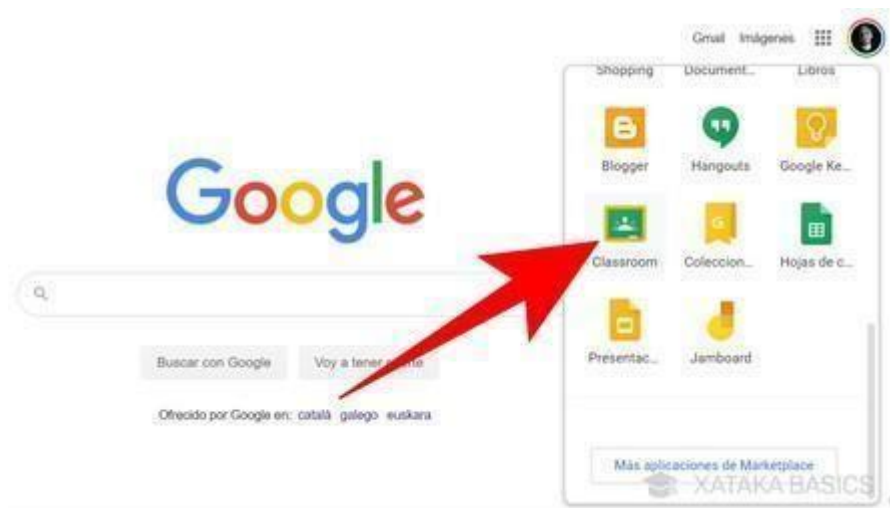 Gmail Imágenes
Shopping Document... Libros
Blogger Hangouts Google Ke...
Google
Classroom Coleccion... Hojas de c...
Presentac... Jamboard
Buscar con Google Voy a tener
Ofrecido por Google en: català galego euskara
Más aplicaciones de Marketplace
XATAKA BASICS